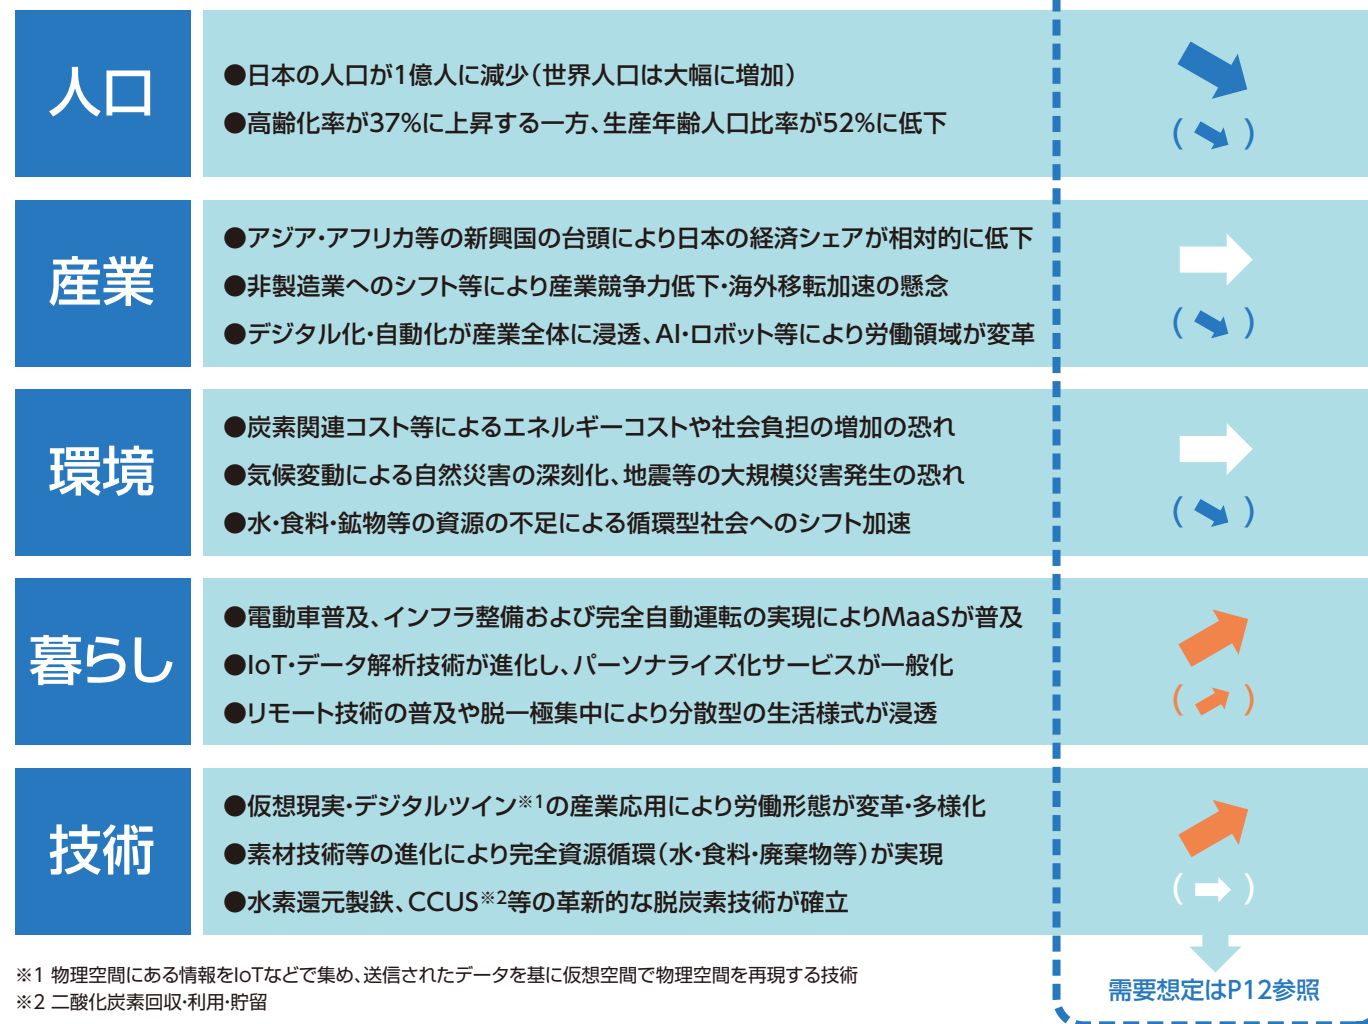 人口
●日本の人口が1億人に減少（世界人口は大幅に増加）
●高齢化率が37%に上昇する一方、生産年齢人口比率が52%に低下
（ ）
産業
●アジア・アフリカ等の新興国の台頭により日本の経済シェアが相対的に低下
●非製造業へのシフト等により産業競争力低下・海外移転加速の懸念
●デジタル化・自動化が産業全体に浸透、AI・ロボット等により労働領域が変革
（ ）
環境
●炭素関連コスト等によるエネルギーコストや社会負担の増加の恐れ
●気候変動による自然災害の深刻化、地震等の大規模災害発生の恐れ
●水・食料・鉱物等の資源の不足による循環型社会へのシフト加速
（ ）
暮らし
●電動車普及、インフラ整備および完全自動運転の実現によりMaaSが普及
●IoT・データ解析技術が進化し、パーソナライズ化サービスが一般化
●リモート技術の普及や脱一極集中により分散型の生活様式が浸透
（ ）
技術
●仮想現実・デジタルツイン※1の産業応用により労働形態が変革・多様化
●素材技術等の進化により完全資源循環（水・食料・廃棄物等）が実現
●水素還元製鉄、CCUS※2等の革新的な脱炭素技術が確立
（ ）
※1 物理空間にある情報をIoTなどで集め、送信されたデータを基に仮想空間で物理空間を再現する技術
※2 二酸化炭素回収・利用・貯留
需要想定はP12参照